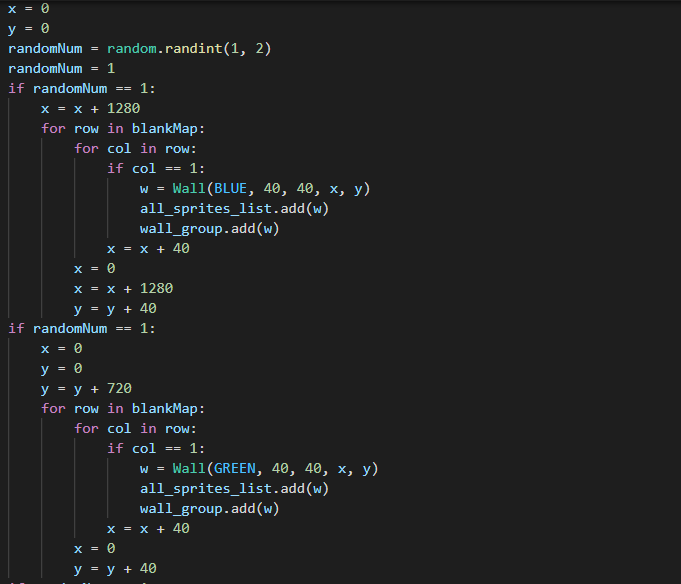 x = 0
y = 0
randomNum = random.randint(1, 2)
randomNum = 1
if randomNum == 1:
    x = x + 1280
    for row in blankMap:
        for col in row:
            if col == 1:
                w = Wall(BLUE, 40, 40, x, y)
                all_sprites_list.add(w)
                wall_group.add(w)
            x = x + 40
        x = 0
        x = x + 1280
        y = y + 40
if randomNum == 1:
    x = 0
    y = 0
    y = y + 720
    for row in blankMap:
        for col in row:
            if col == 1:
                w = Wall(GREEN, 40, 40, x, y)
                all_sprites_list.add(w)
                wall_group.add(w)
            x = x + 40
        x = 0
        y = y + 40